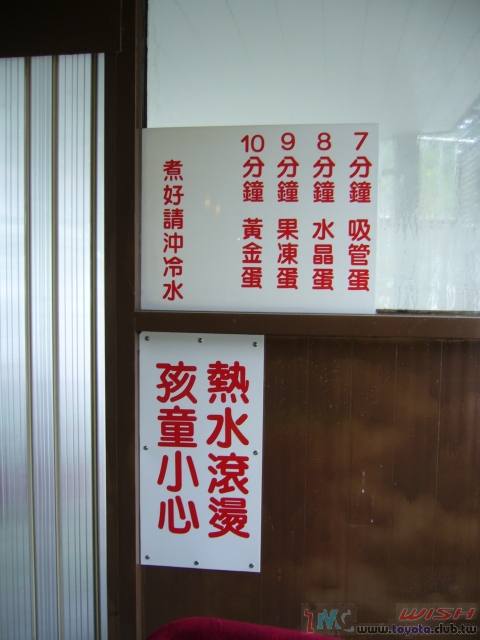 7分鐘 吸管蛋
8分鐘 水晶蛋
9分鐘 果凍蛋
10分鐘 黃金蛋
煮好請沖冷水
熱水滾燙
孩童小心
WISH
www.toyota.club.tw